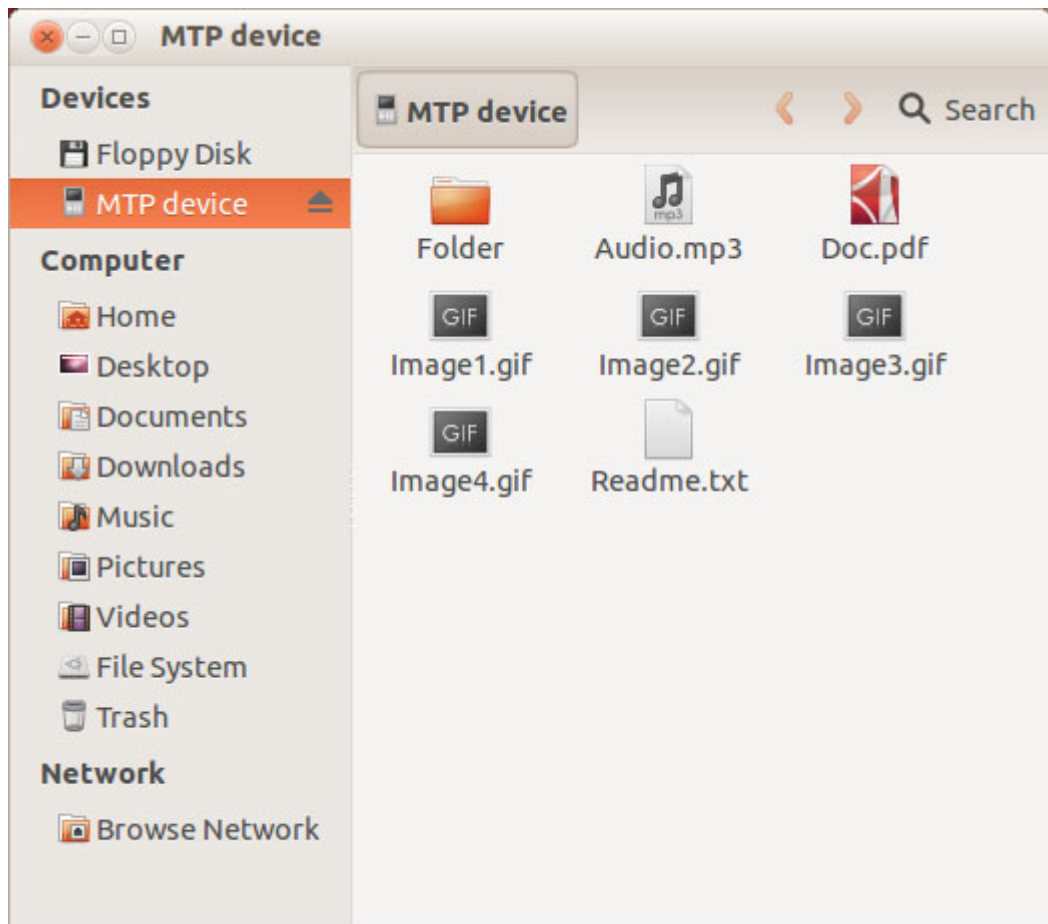 MTP device
Devices
Floppy Disk
MTP device
Computer
Home
Desktop
Documents
Downloads
Music
Pictures
Videos
File System
Trash
Network
Browse Network
MTP device
Search
mp3
Folder
Audio.mp3
Doc.pdf
GIF
GIF
GIF
Image1.gif
Image2.gif
Image3.gif
GIF
Image4.gif
Readme.txt